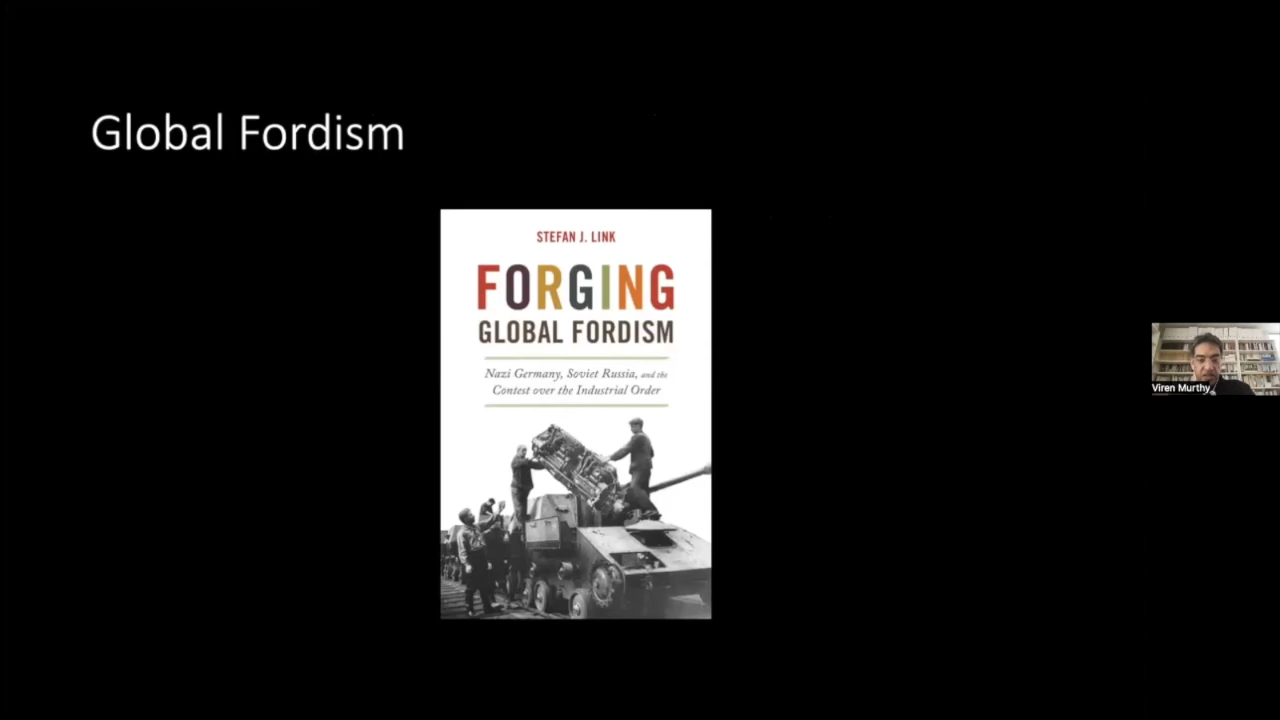 Global Fordism
STEFAN J. LINK
FORGING
GLOBAL FORDISM
Nazi Germany, Soviet Russia, and the
Contest over the Industrial Order
Viren Murthy